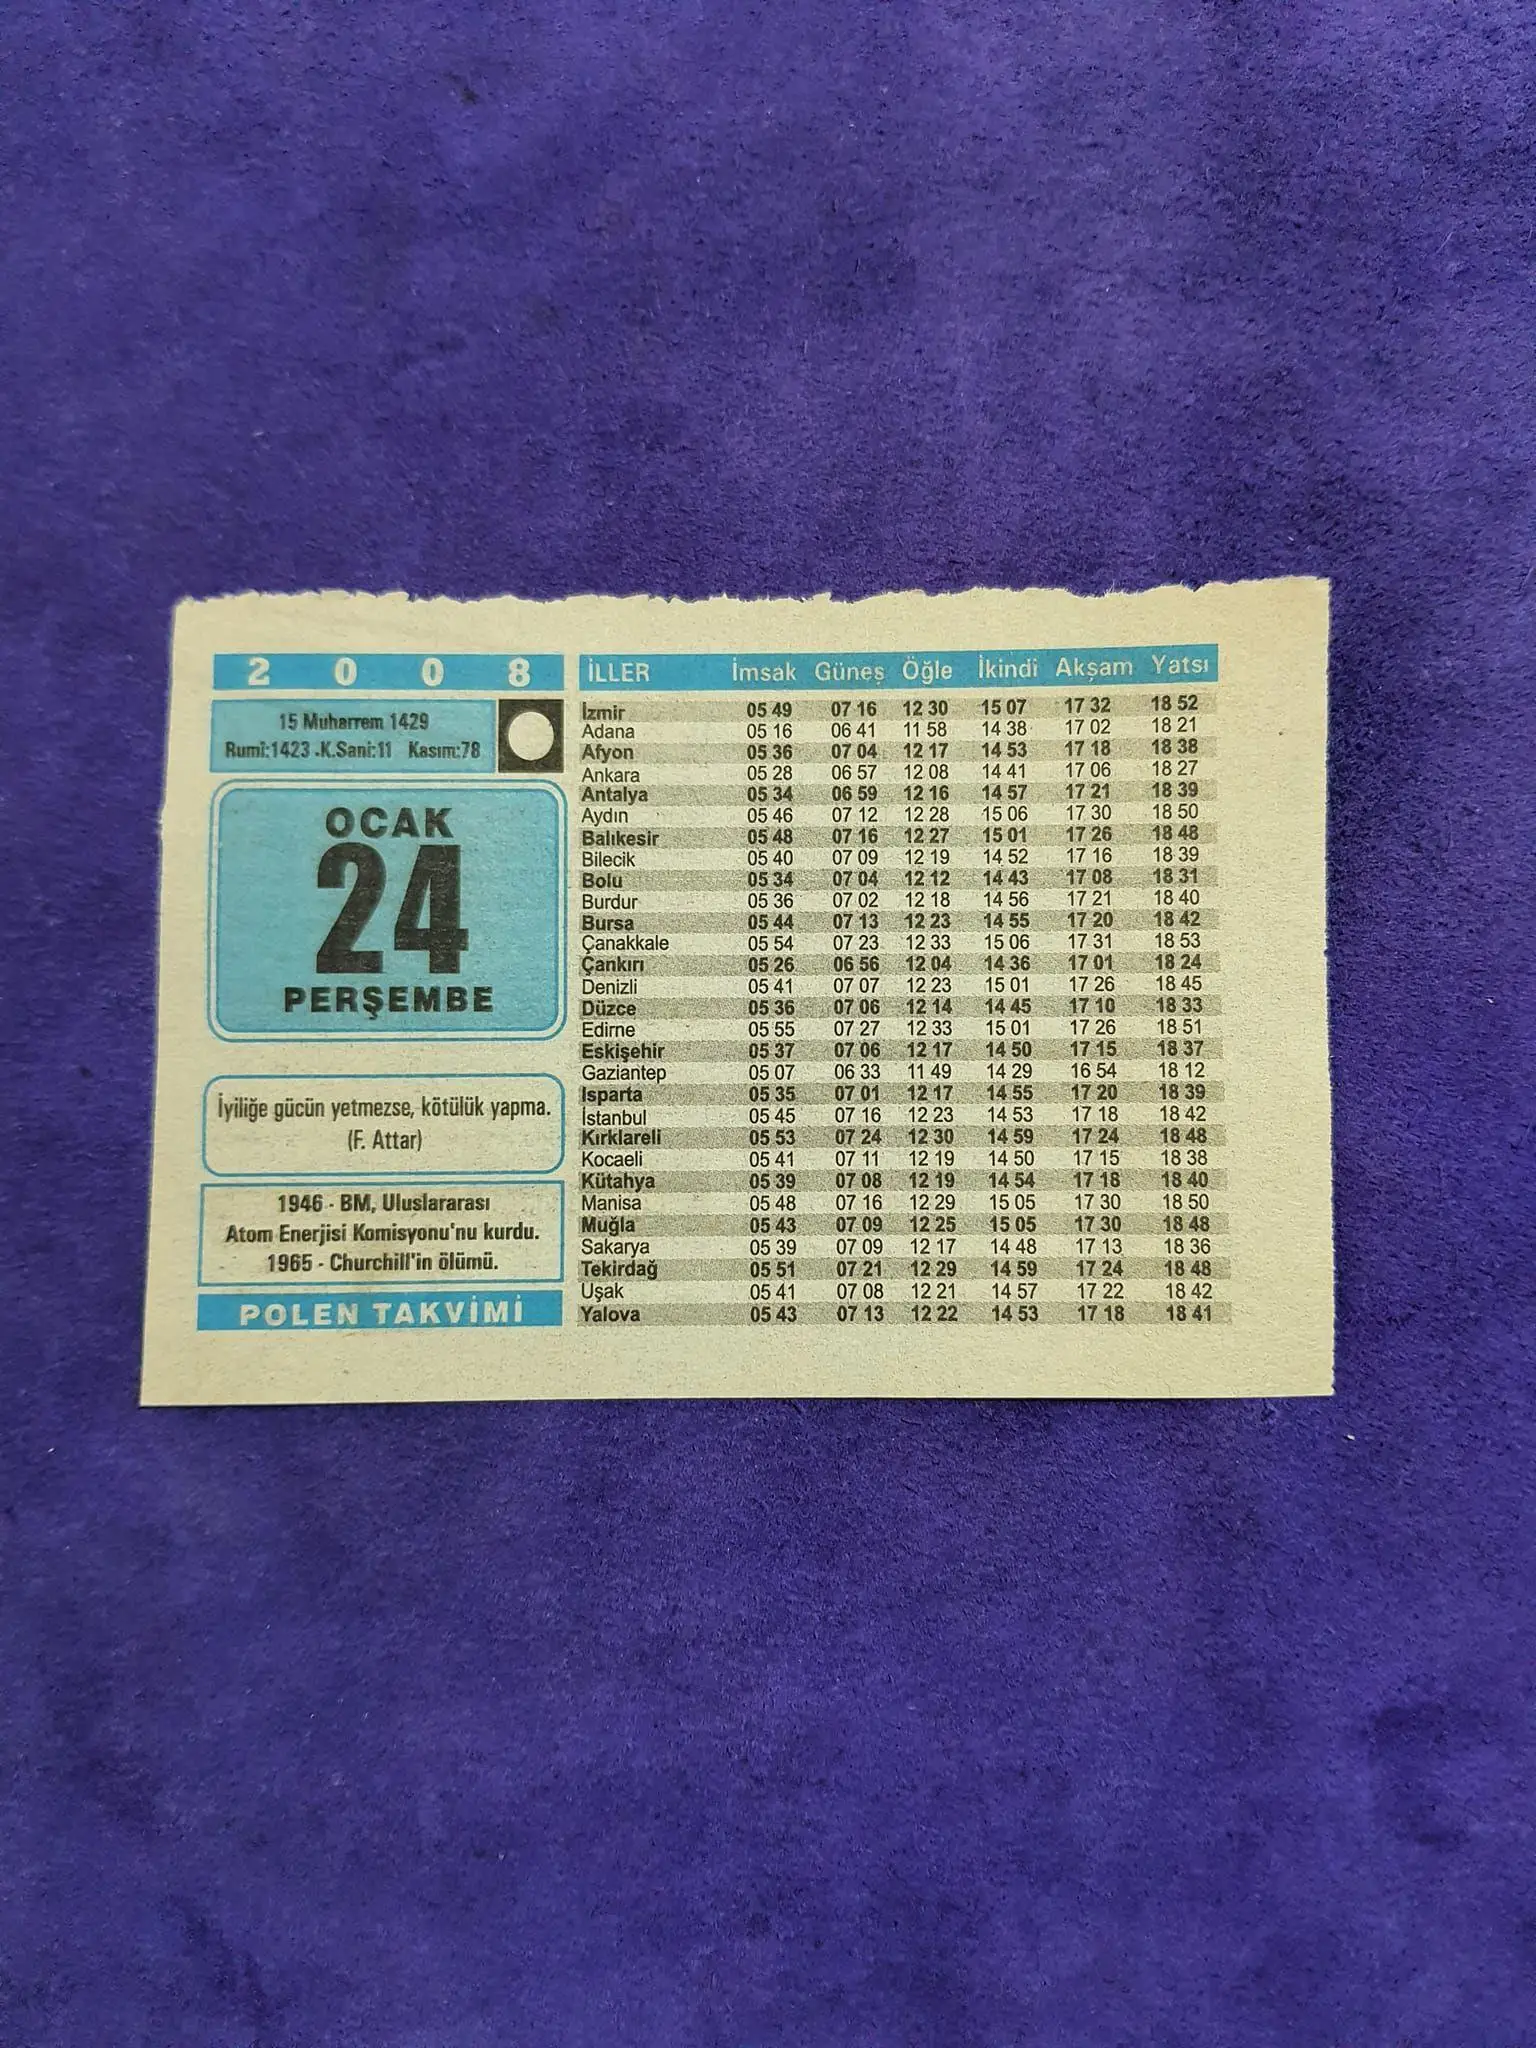 2 0 0 8
15 Muharrem 1429
Rumî:1423 .K.Sani:11 Kasım:78
OCAK
24
PERŞEMBE
İyiliğe gücün yetmezse, kötülük yapma.
(F. Attar)
1946 - BM, Uluslararası
Atom Enerjisi Komisyonu'nu kurdu.
1965 - Churchill'in ölümü.
POLEN TAKVİMİ
İLLER İmsak Güneş Öğle İkindi Akşam Yatsı
İzmir 05 49 07 16 12 30 15 07 17 32 18 52
Adana 05 16 06 41 11 58 14 38 17 02 18 21
Afyon 05 36 07 04 12 17 14 53 17 18 18 38
Ankara 05 28 06 57 12 08 14 41 17 06 18 27
Antalya 05 34 06 59 12 16 14 57 17 21 18 39
Aydın 05 46 07 12 12 28 15 06 17 30 18 50
Balıkesir 05 48 07 16 12 27 15 01 17 26 18 48
Bilecik 05 40 07 09 12 19 14 52 17 16 18 39
Bolu 05 34 07 04 12 12 14 43 17 08 18 31
Burdur 05 36 07 02 12 18 14 56 17 21 18 40
Bursa 05 44 07 13 12 23 14 55 17 20 18 42
Çanakkale 05 54 07 23 12 33 15 06 17 31 18 53
Çankırı 05 26 06 56 12 04 14 36 17 01 18 24
Denizli 05 41 07 07 12 23 15 01 17 26 18 45
Düzce 05 36 07 06 12 14 14 45 17 10 18 33
Edirne 05 55 07 27 12 33 15 01 17 26 18 51
Eskişehir 05 37 07 06 12 17 14 50 17 15 18 37
Gaziantep 05 07 06 33 11 49 14 29 16 54 18 12
Isparta 05 35 07 01 12 17 14 55 17 20 18 39
İstanbul 05 45 07 16 12 23 14 53 17 18 18 42
Kırklareli 05 53 07 24 12 30 14 59 17 24 18 48
Kocaeli 05 41 07 11 12 19 14 50 17 15 18 38
Kütahya 05 39 07 08 12 19 14 54 17 18 18 40
Manisa 05 48 07 16 12 29 15 05 17 30 18 50
Muğla 05 43 07 09 12 25 15 05 17 30 18 48
Sakarya 05 39 07 09 12 17 14 48 17 13 18 36
Tekirdağ 05 51 07 21 12 29 14 59 17 24 18 48
Uşak 05 41 07 08 12 21 14 57 17 22 18 42
Yalova 05 43 07 13 12 22 14 53 17 18 18 41